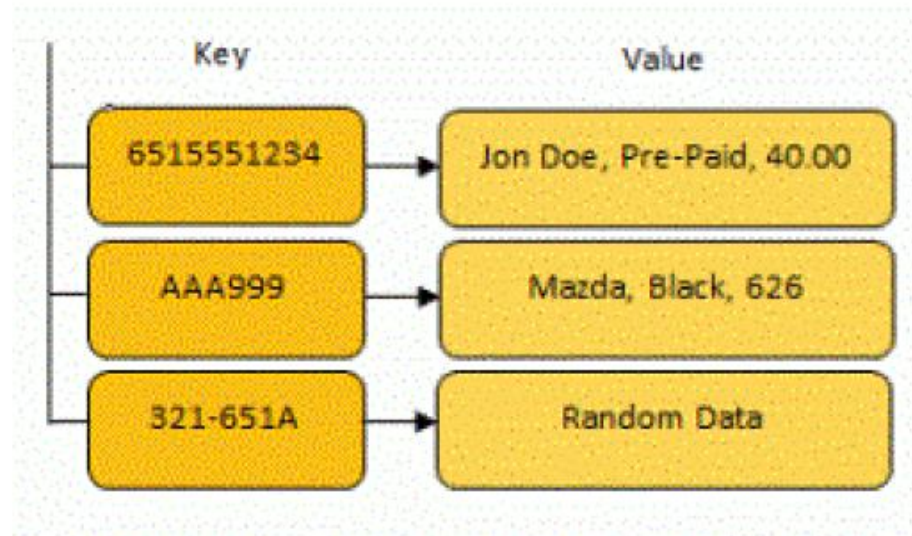 Key
Value
6515551234
Jon Doe, Pre-Paid, 40.00
AAA999
Mazda, Black, 626
321-651A
Random Data